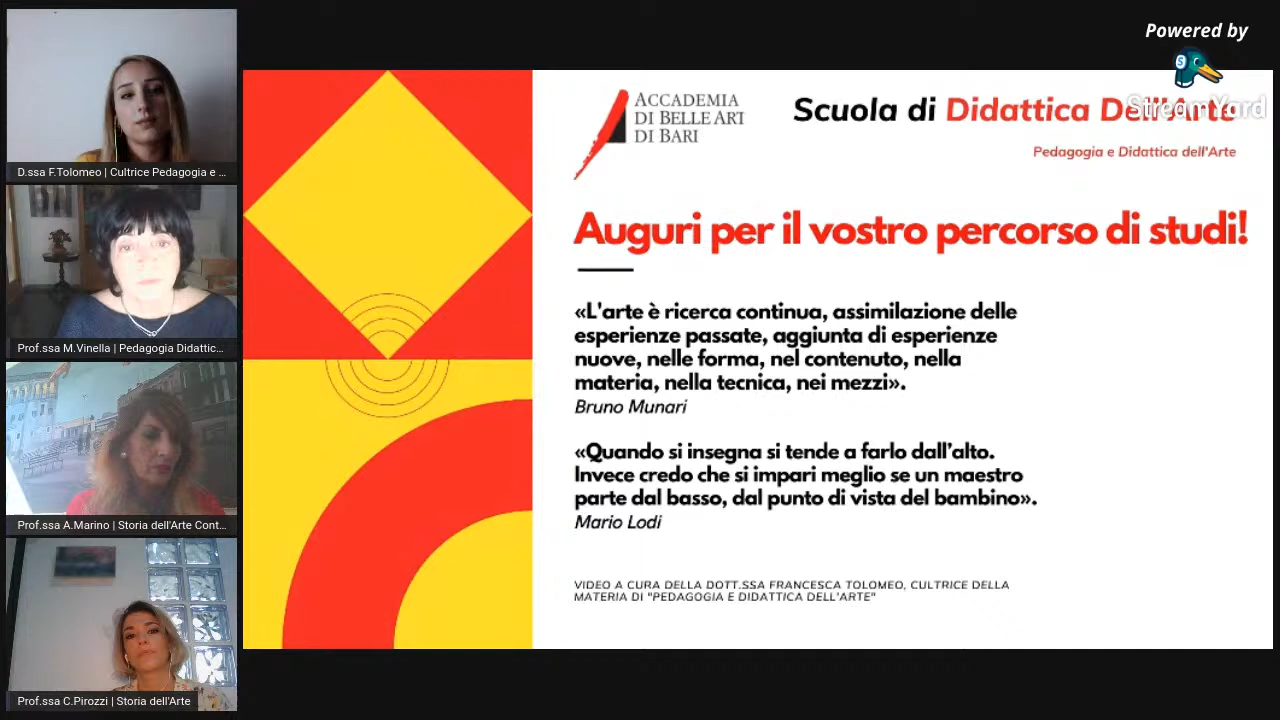 Powered by
StreamYard
ACCADEMIA
DI BELLE ARTI
DI BARI
Scuola di Didattica Dell'Arte
Pedagogia e Didattica dell'Arte
Auguri per il vostro percorso di studi!
«L'arte è ricerca continua, assimilazione delle
esperienze passate, aggiunta di esperienze
nuove, nelle forma, nel contenuto, nella
materia, nella tecnica, nei mezzi».
Bruno Munari
«Quando si insegna si tende a farlo dall'alto.
Invece credo che si impari meglio se un maestro
parte dal basso, dal punto di vista del bambino».
Mario Lodi
VIDEO A CURA DELLA DOTT.SSA FRANCESCA TOLOMEO, CULTRICE DELLA
MATERIA DI "PEDAGOGIA E DIDATTICA DELL'ARTE"
D.ssa F.Tolomeo | Cultrice Pedagogia e ...
Prof.ssa M.Vinella | Pedagogia Didattic...
Prof.ssa A.Marino | Storia dell'Arte Cont...
Prof.ssa C.Pirozzi | Storia dell'Arte